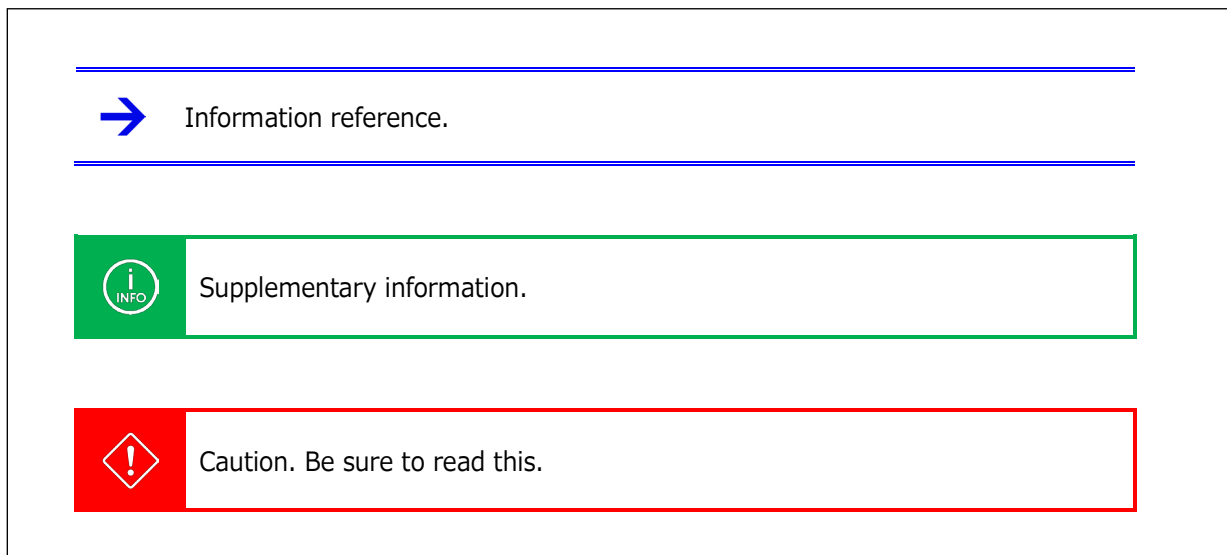 Information reference.
i
INFO
Supplementary information.
!
Caution. Be sure to read this.